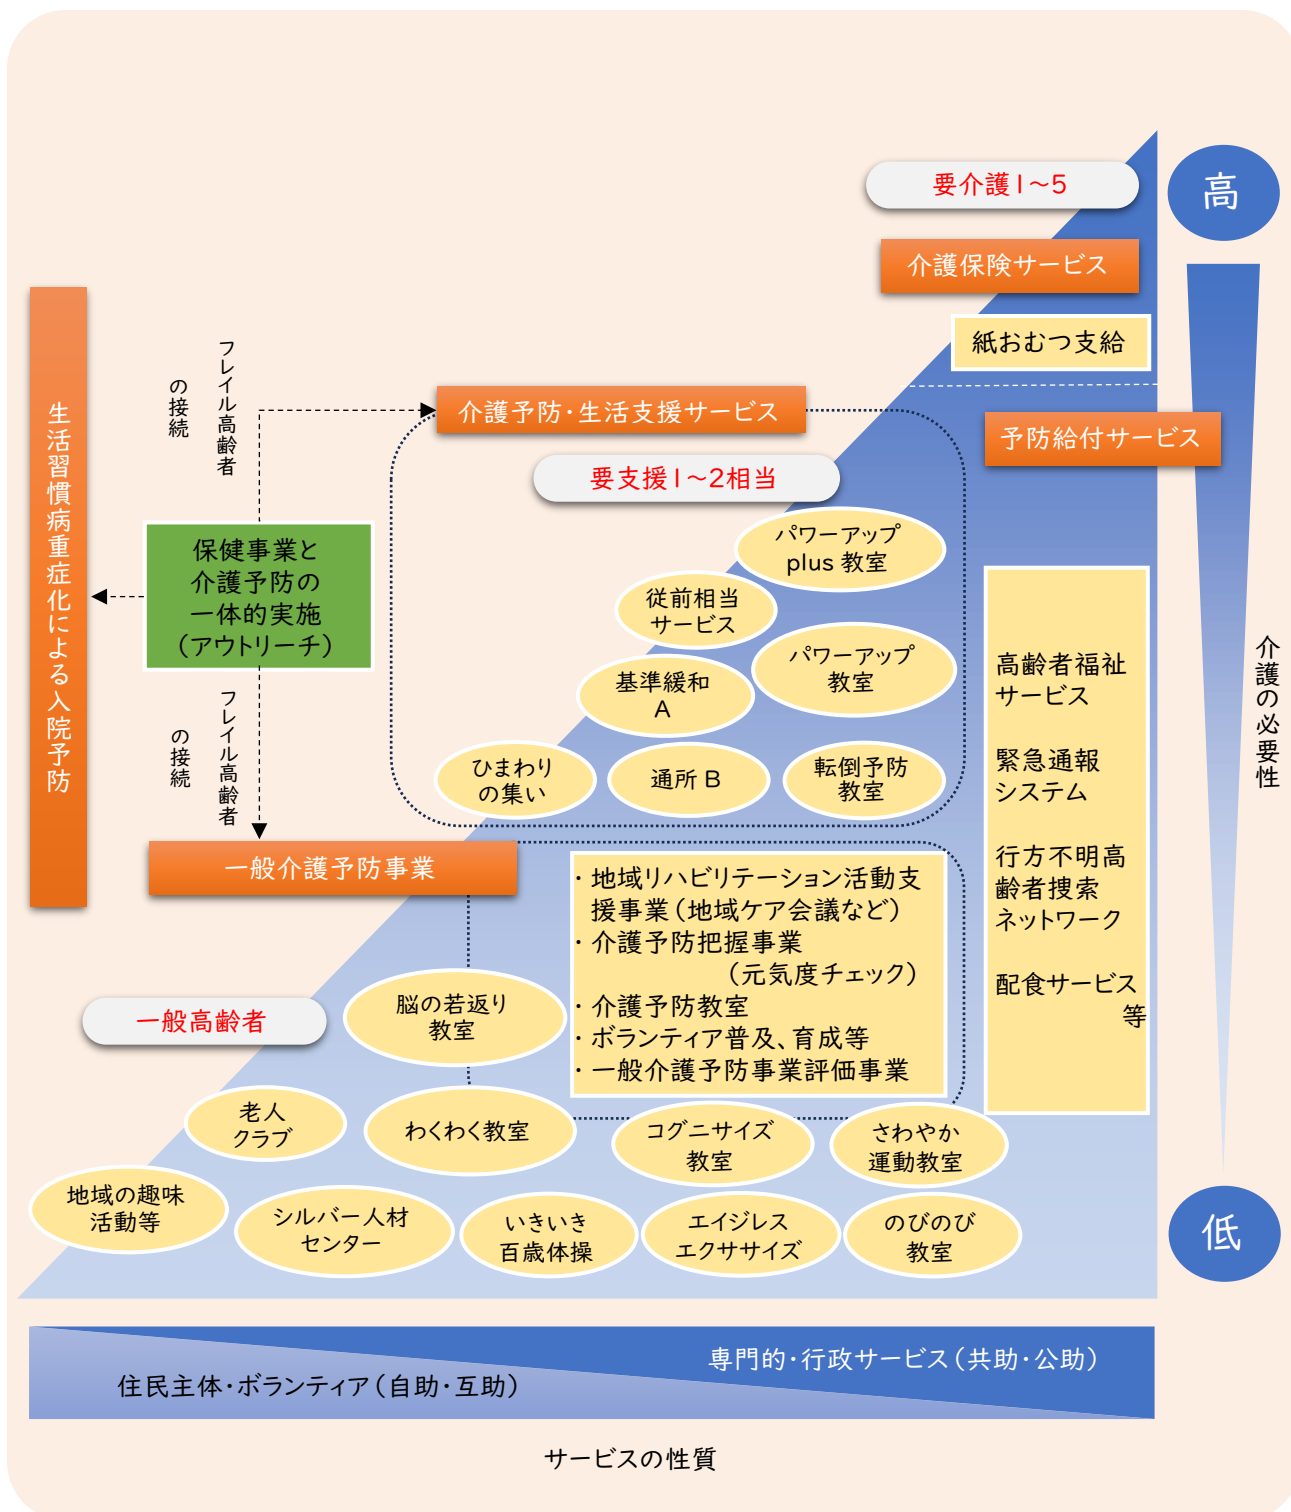 要介護1～5
高
介護保険サービス
紙おむつ支給
介護予防・生活支援サービス
予防給付サービス
要支援1～2相当
フレイル高齢者
の接続
生活習慣病重症化による入院予防
保健事業と
介護予防の
一体的実施
（アウトリーチ）
フレイル高齢者
の接続
パワーアップ
plus 教室
従前相当
サービス
パワーアップ
教室
基準緩和
A
ひまわり
の集い
通所 B
転倒予防
教室
高齢者福祉
サービス
緊急通報
システム
行方不明高
齢者捜索
ネットワーク
配食サービス
等
介護の必要性
一般介護予防事業
・地域リハビリテーション活動支
援事業（地域ケア会議など）
・介護予防把握事業
（元気度チェック）
・介護予防教室
・ボランティア普及、育成等
・一般介護予防事業評価事業
一般高齢者
脳の若返り
教室
老人
クラブ
わくわく教室
コグニサイズ
教室
さわやか
運動教室
地域の趣味
活動等
シルバー人材
センター
いきいき
百歳体操
エイジレス
エクササイズ
のびのび
教室
低
専門的・行政サービス（共助・公助）
住民主体・ボランティア（自助・互助）
サービスの性質